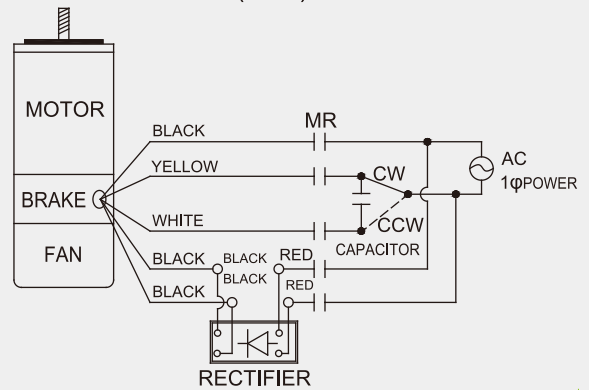 MOTOR
BRAKE
FAN
BLACK
MR
YELLOW
WHITE
CW
CCW
CAPACITOR
AC
1φPOWER
BLACK
BLACK
BLACK
BLACK
RED
RED
RECTIFIER